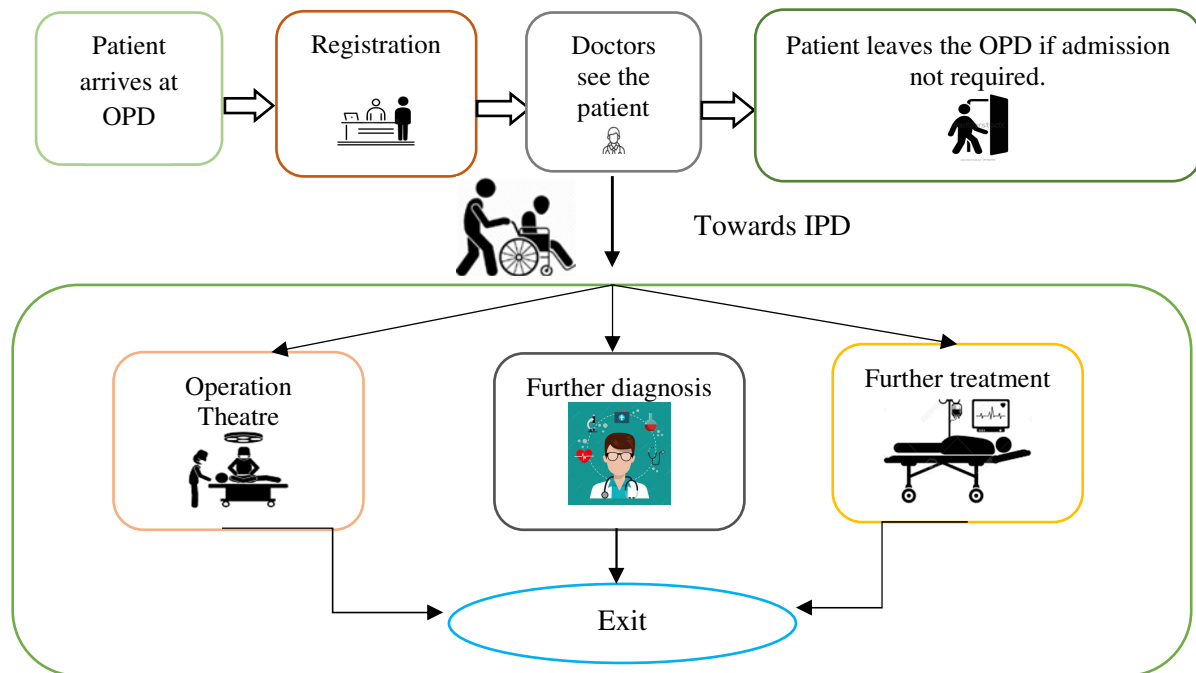 Patient
arrives at
OPD
Registration
Doctors
see the
patient
Patient leaves the OPD if admission
not required.
Towards IPD
Operation
Theatre
Further diagnosis
Further treatment
Exit